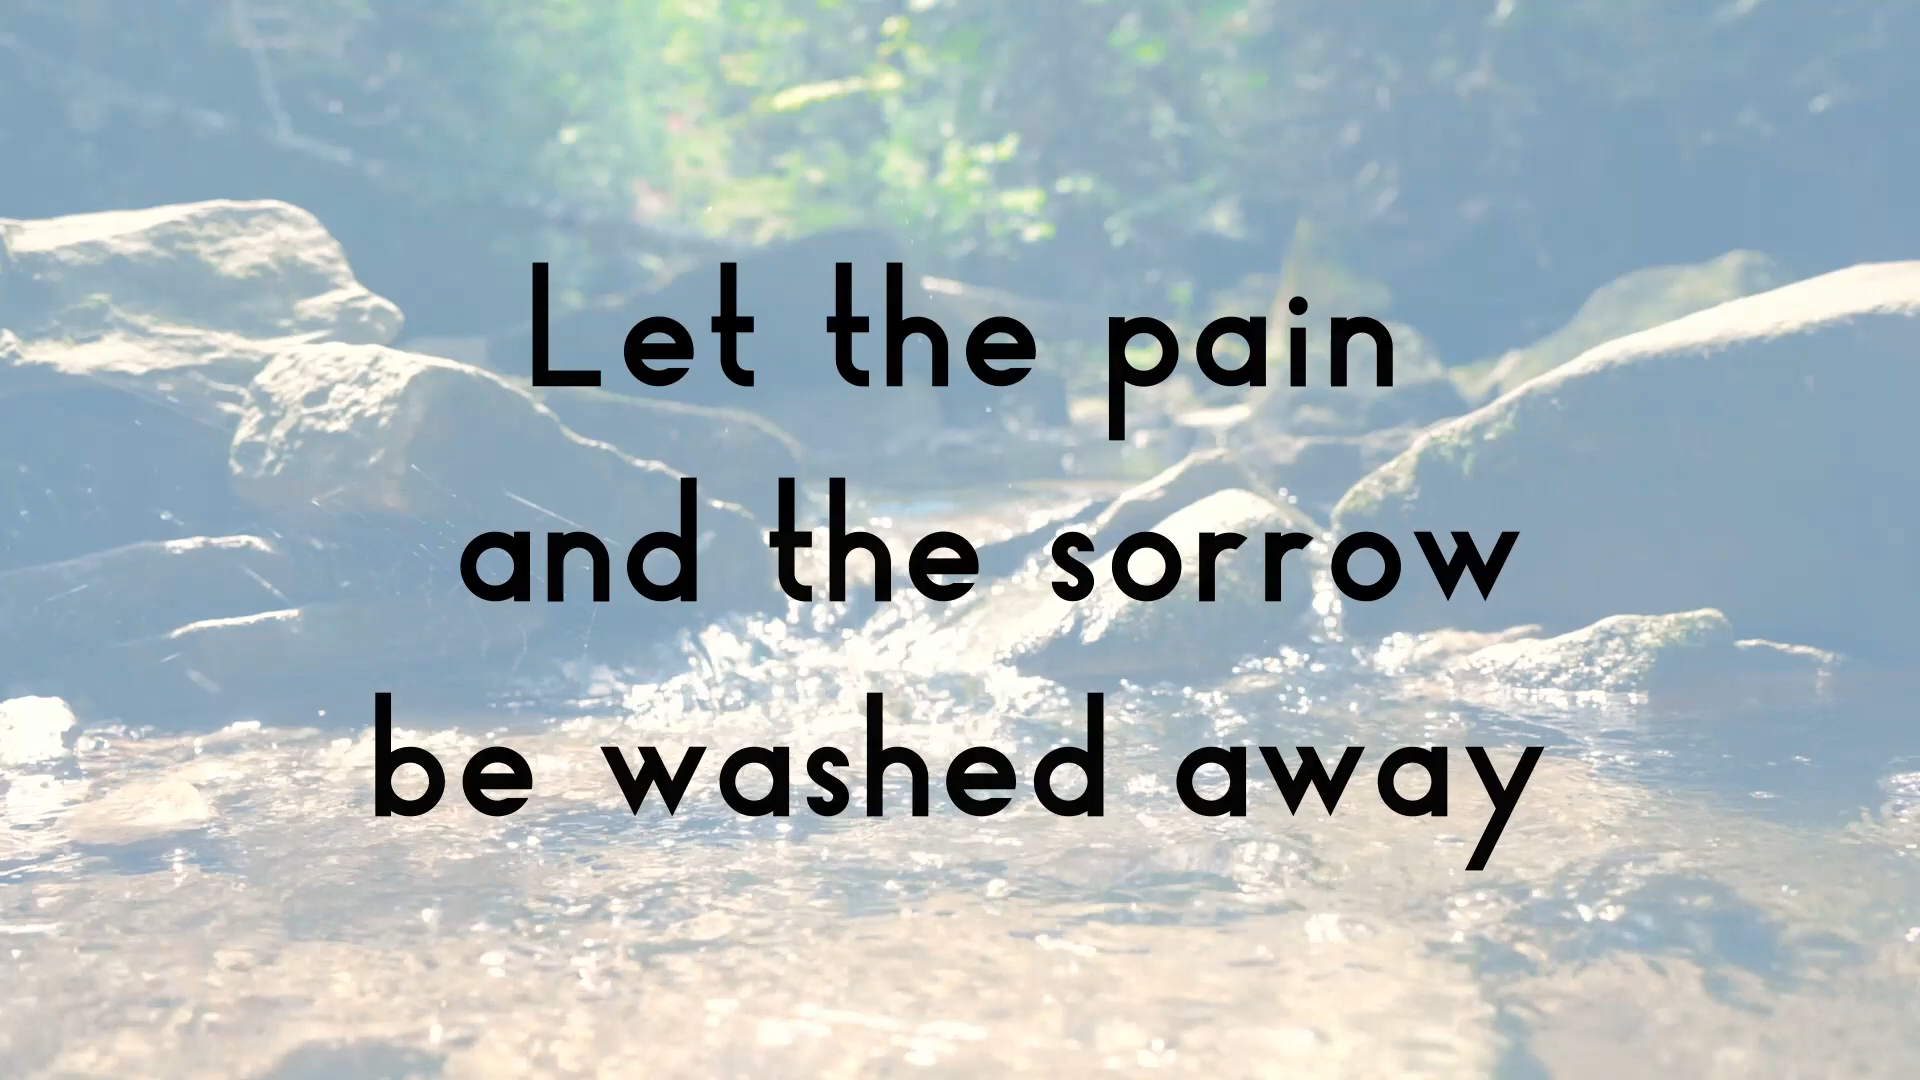 Let the pain
and the sorrow
be washed away